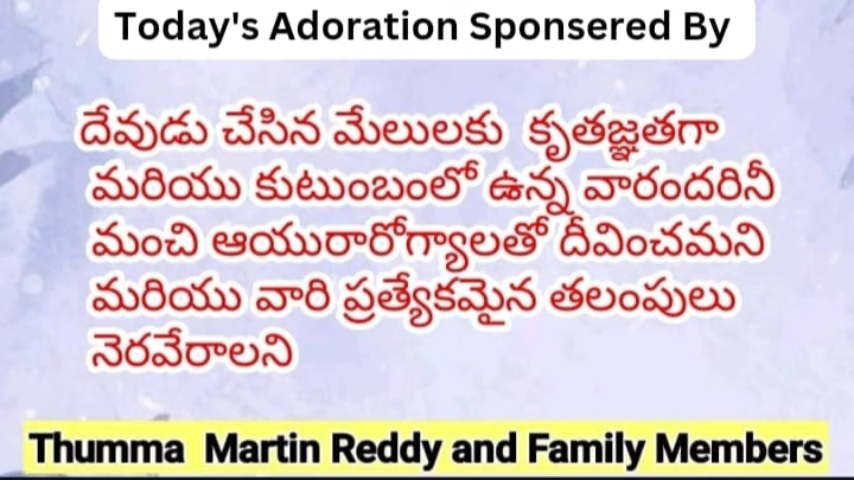 Today's Adoration Sponsered By
దేవుడు చేసిన మేలులకు కృతజ్ఞతగా
మరియు కుటుంబంలో ఉన్న వారందరినీ
మంచి ఆయురారోగ్యాలతో దీవించమని
మరియు వారి ప్రత్యేకమైన తలంపులు
నెరవేరాలని
Thumma Martin Reddy and Family Members